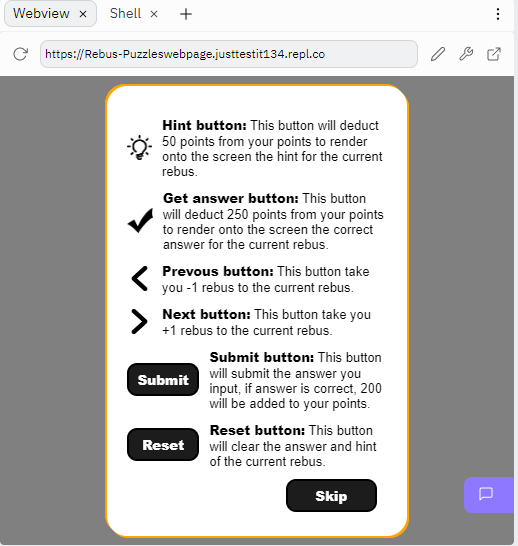 Webview × Shell × +
https://Rebus-Puzzleswebpage.justtestit134.repl.co
Hint button: This button will deduct
50 points from your points to render
onto the screen the hint for the current
rebus.
Get answer button: This button
will deduct 250 points from your points
to render onto the screen the correct
answer for the current rebus.
Prevous button: This button take
you -1 rebus to the current rebus.
Next button: This button take you
+1 rebus to the current rebus.
Submit
Submit button: This button
will submit the answer you
input, if answer is correct, 200
will be added to your points.
Reset
Reset button: This button
will clear the answer and hint
of the current rebus.
Skip